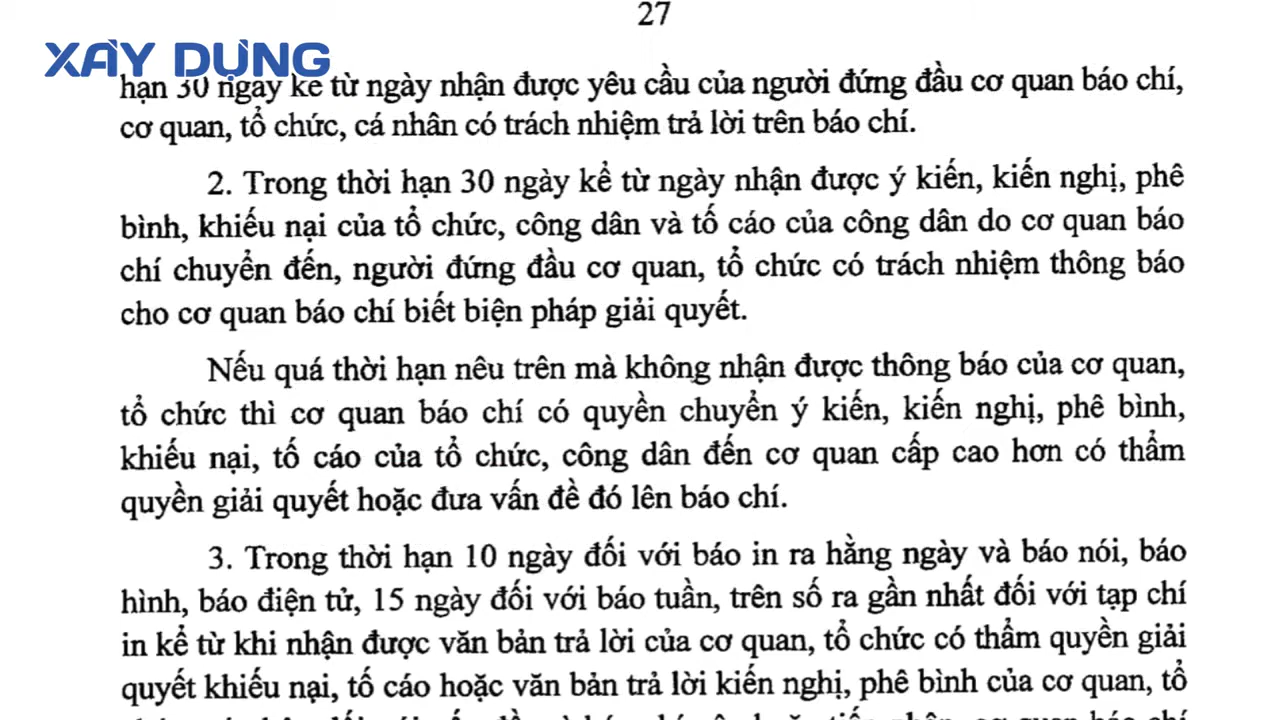 27
XÂY DỰNG
hạn 30 ngày kể từ ngày nhận được yêu cầu của người đứng đầu cơ quan báo chí,
cơ quan, tổ chức, cá nhân có trách nhiệm trả lời trên báo chí.
2. Trong thời hạn 30 ngày kể từ ngày nhận được ý kiến, kiến nghị, phê
bình, khiếu nại của tổ chức, công dân và tố cáo của công dân do cơ quan báo
chí chuyển đến, người đứng đầu cơ quan, tổ chức có trách nhiệm thông báo
cho cơ quan báo chí biết biện pháp giải quyết.
Nếu quá thời hạn nêu trên mà không nhận được thông báo của cơ quan,
tổ chức thì cơ quan báo chí có quyền chuyển ý kiến, kiến nghị, phê bình,
khiếu nại, tố cáo của tổ chức, công dân đến cơ quan cấp cao hơn có thẩm
quyền giải quyết hoặc đưa vấn đề đó lên báo chí.
3. Trong thời hạn 10 ngày đối với báo in ra hằng ngày và báo nói, báo
hình, báo điện tử, 15 ngày đối với báo tuần, trên số ra gần nhất đối với tạp chí
in kể từ khi nhận được văn bản trả lời của cơ quan, tổ chức có thẩm quyền giải
quyết khiếu nại, tố cáo hoặc văn bản trả lời kiến nghị, phê bình của cơ quan, tổ